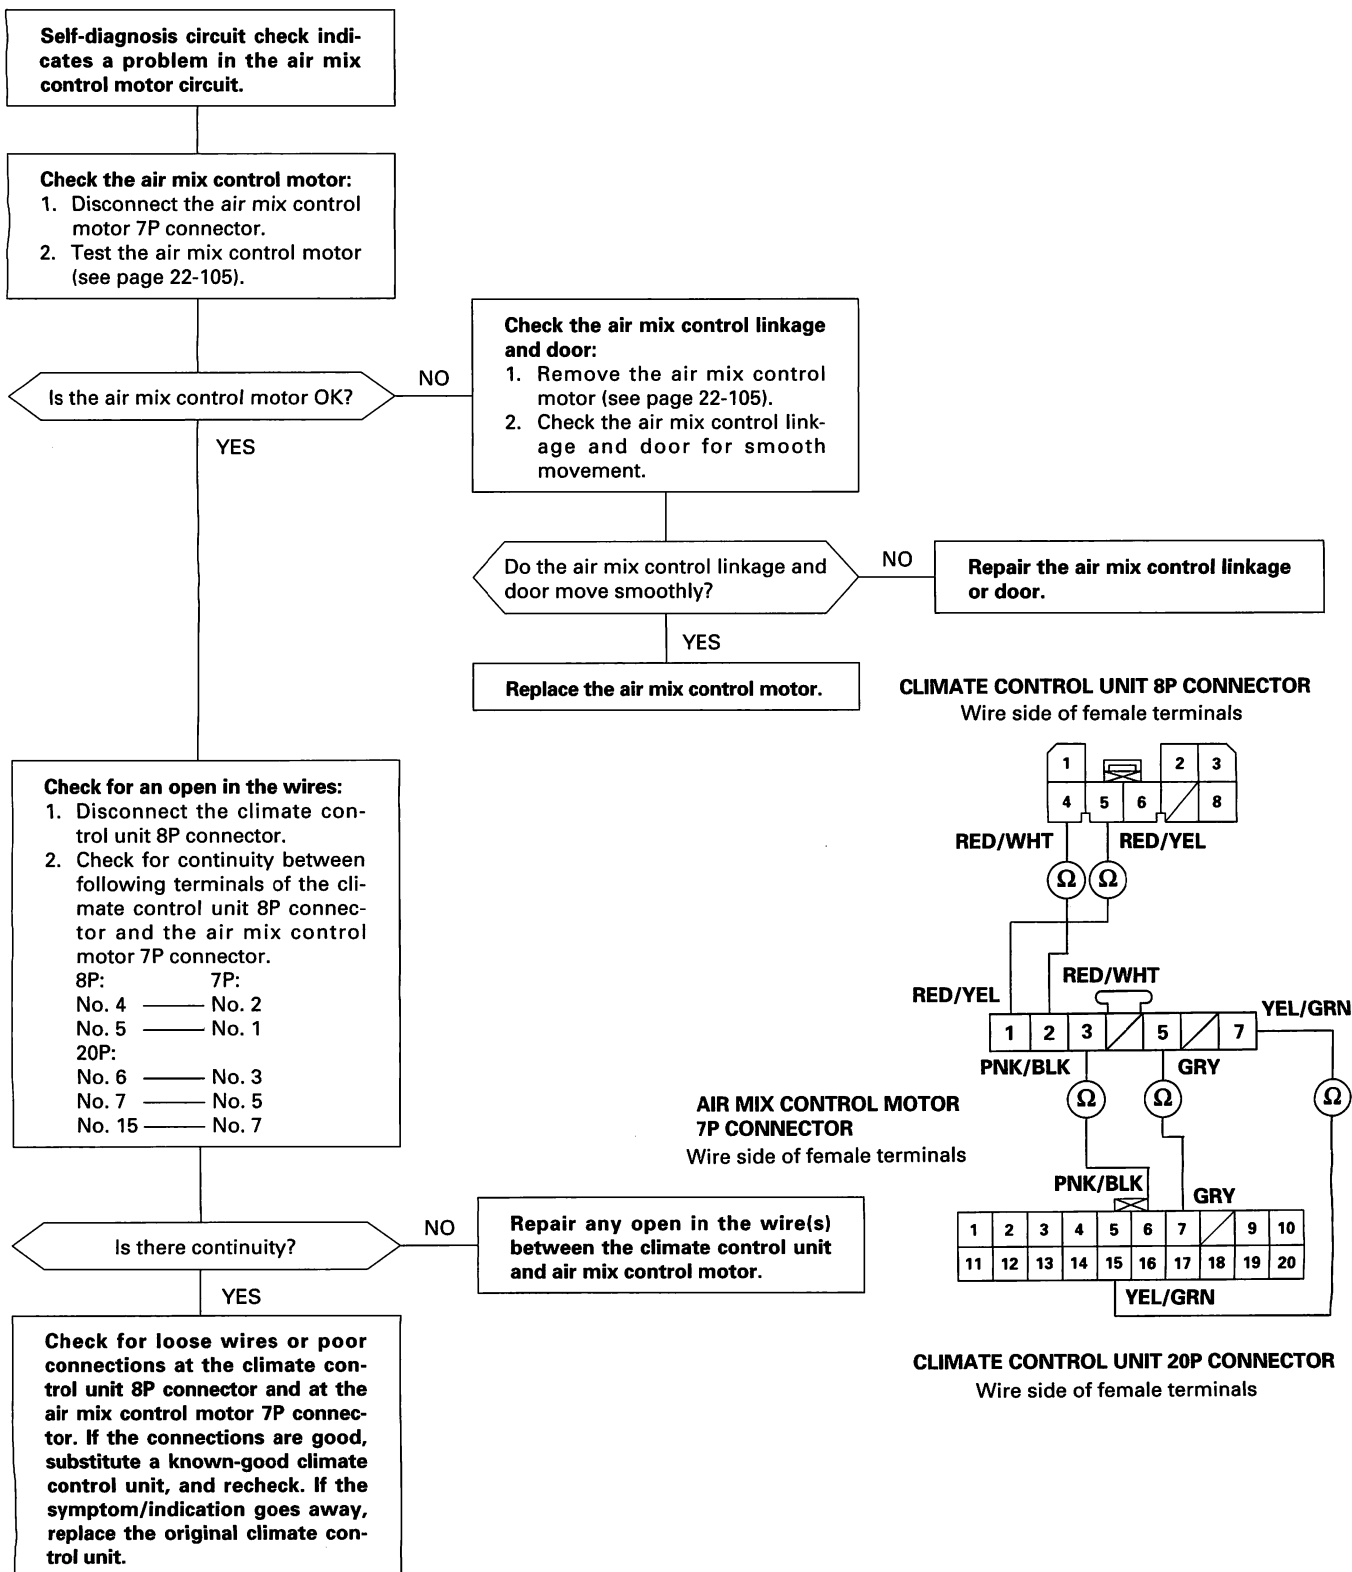 Self-diagnosis circuit check indi-
cates a problem in the air mix
control motor circuit.
Check the air mix control motor:
1. Disconnect the air mix control
motor 7P connector.
2. Test the air mix control motor
(see page 22-105).
Is the air mix control motor OK?
NO
YES
Check the air mix control linkage
and door:
1. Remove the air mix control
motor (see page 22-105).
2. Check the air mix control link-
age and door for smooth
movement.
Do the air mix control linkage and
door move smoothly?
NO
Repair the air mix control linkage
or door.
YES
Replace the air mix control motor.
Check for an open in the wires:
1. Disconnect the climate con-
trol unit 8P connector.
2. Check for continuity between
following terminals of the cli-
mate control unit 8P connec-
tor and the air mix control
motor 7P connector.
8P: 7P:
No. 4 No. 2
No. 5 No. 1
20P:
No. 6 No. 3
No. 7 No. 5
No. 15 No. 7
Is there continuity?
NO
Repair any open in the wire(s)
between the climate control unit
and air mix control motor.
YES
Check for loose wires or poor
connections at the climate con-
trol unit 8P connector and at the
air mix control motor 7P connec-
tor. If the connections are good,
substitute a known-good climate
control unit, and recheck. If the
symptom/indication goes away,
replace the original climate con-
trol unit.
CLIMATE CONTROL UNIT 8P CONNECTOR
Wire side of female terminals
1 2 3
4 5 6 8
RED/WHT RED/YEL
Ω Ω
RED/WHT
RED/YEL YEL/GRN
1 2 3 5 7
PNK/BLK GRY
Ω Ω Ω
AIR MIX CONTROL MOTOR
7P CONNECTOR
Wire side of female terminals
PNK/BLK GRY
1 2 3 4 5 6 7 9 10
11 12 13 14 15 16 17 18 19 20
YEL/GRN
CLIMATE CONTROL UNIT 20P CONNECTOR
Wire side of female terminals